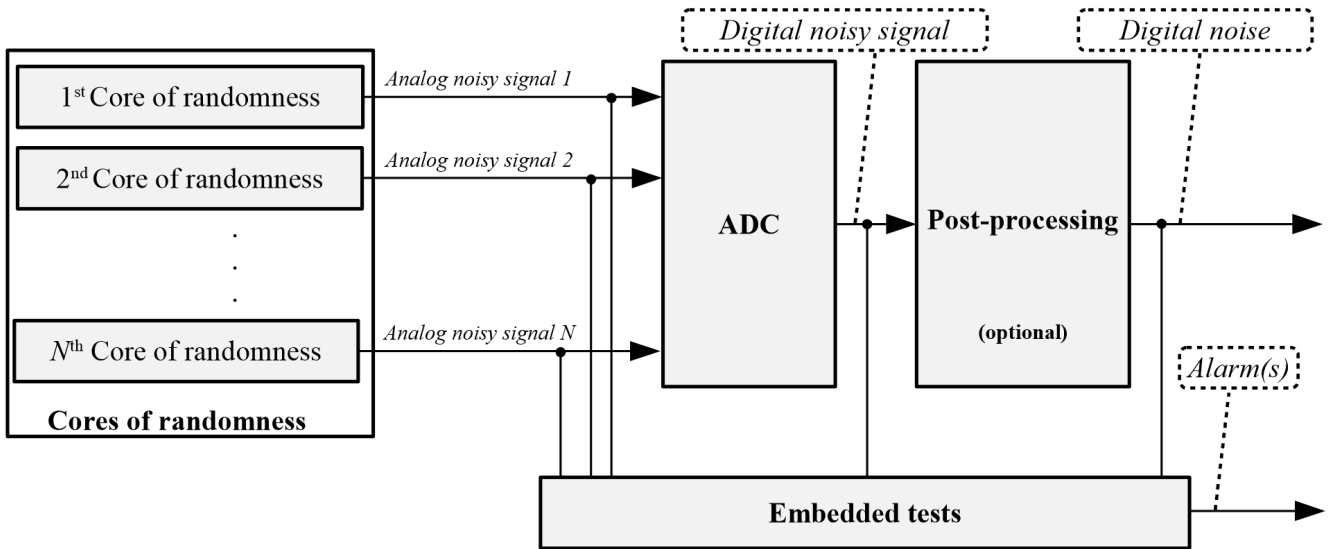 Digital noisy signal
Digital noise
1st Core of randomness
Analog noisy signal 1
2nd Core of randomness
Analog noisy signal 2
.
.
.
ADC
Post-processing
(optional)
Nth Core of randomness
Analog noisy signal N
Cores of randomness
Alarm(s)
Embedded tests